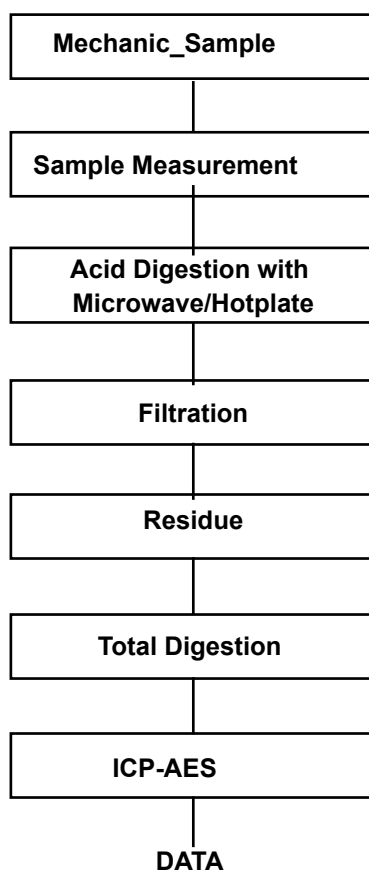 Mechanic_Sample
Sample Measurement
Acid Digestion with
Microwave/Hotplate
Filtration
Residue
Total Digestion
ICP-AES
DATA